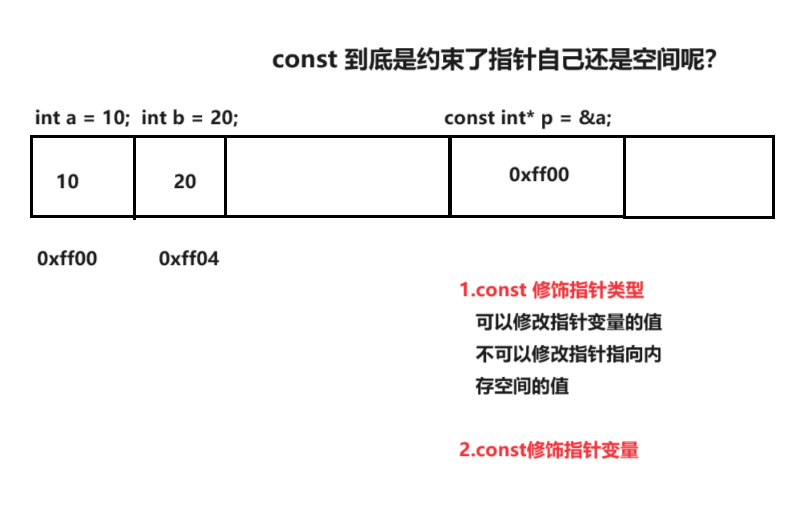 const 到底是约束了指针自己还是空间呢?
int a = 10; int b = 20; const int* p = &a;
10 20 0xff00
0xff00 0xff04
1.const 修饰指针类型
可以修改指针变量的值
不可以修改指针指向内
存空间的值
2.const修饰指针变量